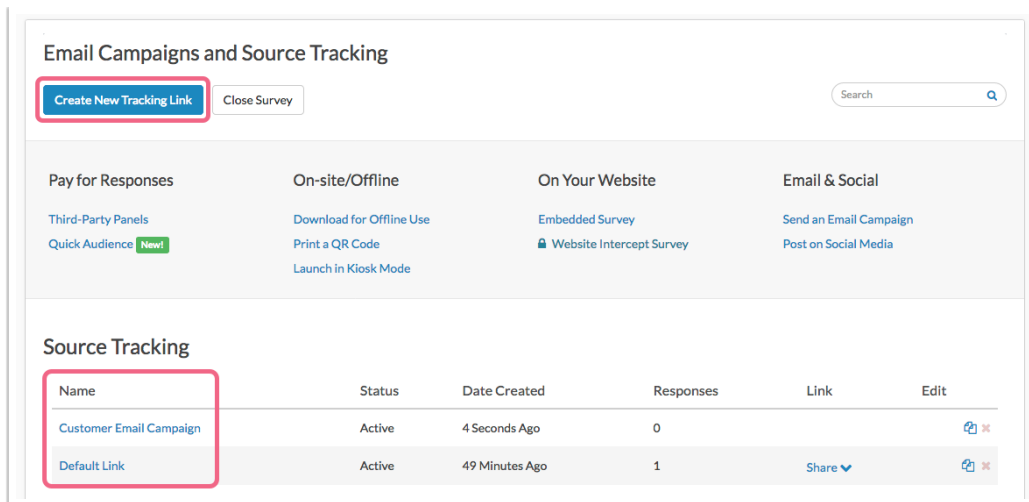 Email Campaigns and Source Tracking
Create New Tracking Link Close Survey Search
Pay for Responses On-site/Offline On Your Website Email & Social
Third-Party Panels Download for Offline Use Embedded Survey Send an Email Campaign
Quick Audience New! Print a QR Code Website Intercept Survey Post on Social Media
Launch in Kiosk Mode
Source Tracking
Name Status Date Created Responses Link Edit
Customer Email Campaign Active 4 Seconds Ago 0
Default Link Active 49 Minutes Ago 1 Share